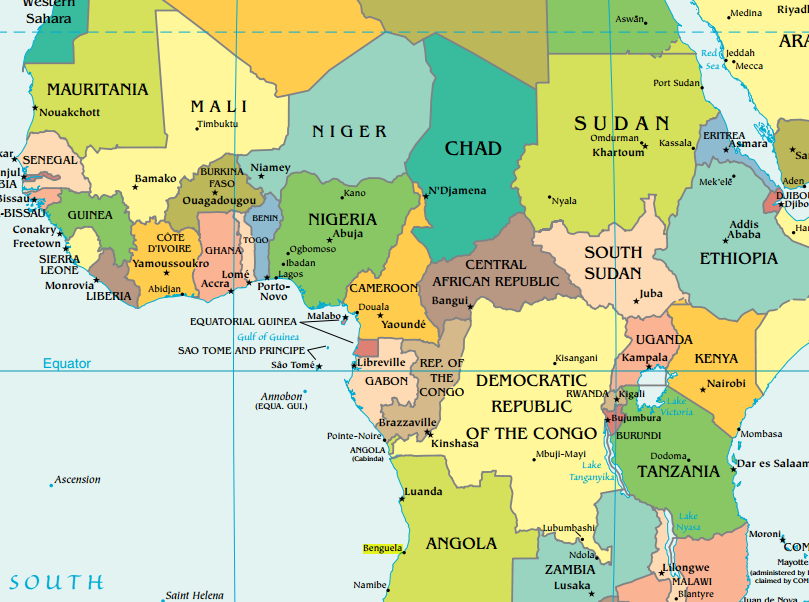 Western
Sahara
Aswân
Medina
Riyad
Red
Sea
Jeddah
Mecca
ARA
MAURITANIA
Nouakchott
MALI
Timbuktu
NIGER
CHAD
SUDAN
Port Sudan
Omdurman
Khartoum
Kassala
ERITREA
Asmara
Sa
kar
SENEGAL
njul
BIA
Bissau
-BISSAU
Bamako
BURKINA
FASO
Ouagadougou
Niamey
N'Djamena
Nyala
Mek'elē
Aden
DJIBOU
Djibo
GUINEA
Conakry
Freetown
SIERRA
LEONE
Monrovia
LIBERIA
CÔTE
D'IVOIRE
Yamoussoukro
Abidjan
GHANA
Accra
TOGO
Lomé
BENIN
Porto-
Novo
Kano
NIGERIA
Abuja
Ogbomoso
Ibadan
Lagos
Addis
Ababa
ETHIOPIA
Har
CENTRAL
AFRICAN REPUBLIC
Bangui
SOUTH
SUDAN
Juba
CAMEROON
Malabo
Douala
Yaoundé
EQUATORIAL GUINEA
Gulf of Guinea
SAO TOME AND PRINCIPE
São Tomé
Libreville
GABON
REP. OF
THE
CONGO
Kisangani
UGANDA
Kampala
KENYA
Nairobi
Equator
Annobon
(EQUA. GUI.)
DEMOCRATIC
REPUBLIC
OF THE CONGO
RWANDA
Kigali
Lake
Victoria
Bujumbura
BURUNDI
Brazzaville
Pointe-Noire
Kinshasa
ANGOLA
(Cabinda)
Mbuji-Mayi
Lake
Tanganyika
Dodoma
TANZANIA
Mombasa
Dar es Salaam
Ascension
Luanda
Lake
Nyasa
Benguela
ANGOLA
Lubumbashi
Ndola
Moroni
COM
Mayotte
(administered by F
claimed by COM
SOUTH
Saint Helena
Namibe
ZAMBIA
Lusaka
Lilongwe
MALAWI
Blantyre
Juan de Nova